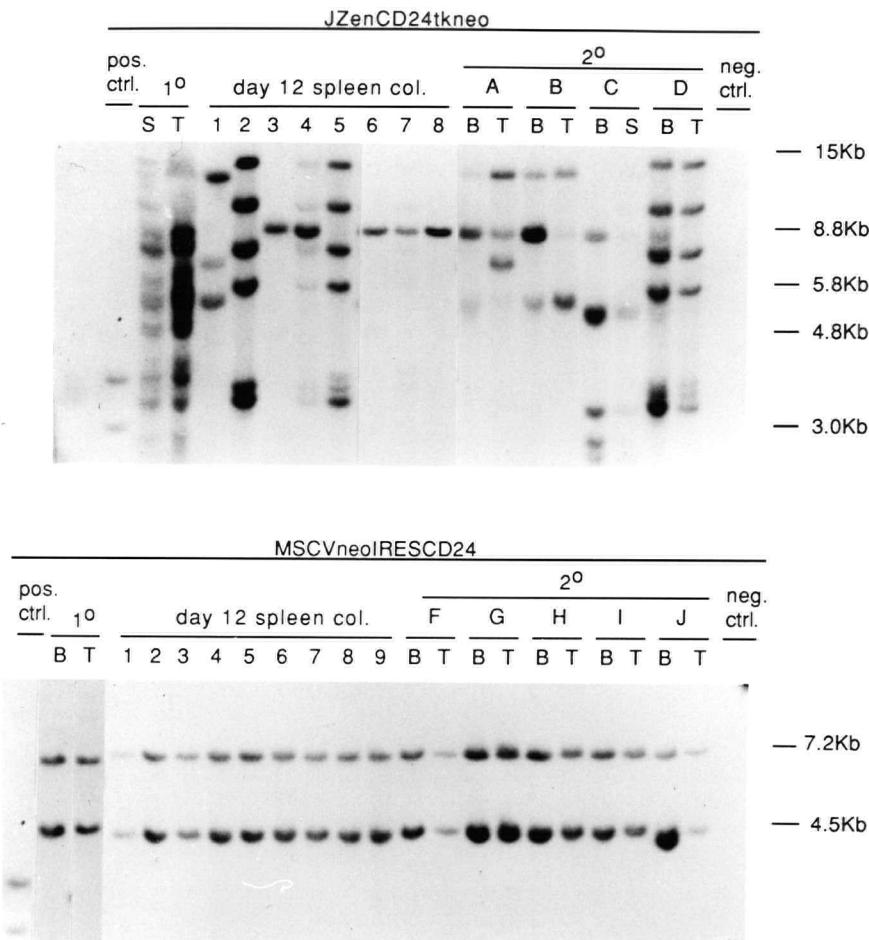 JZenCD24tkneo
2º
pos. ctrl. 1º day 12 spleen col. A B C D neg. ctrl.
S T 1 2 3 4 5 6 7 8 B T B T B S B T
15Kb
8.8Kb
5.8Kb
4.8Kb
3.0Kb
MSCVneoIRESCD24
2º
pos. ctrl. 1º day 12 spleen col. F G H I J neg. ctrl.
B T 1 2 3 4 5 6 7 8 9 B T B T B T B T B T
7.2Kb
4.5Kb